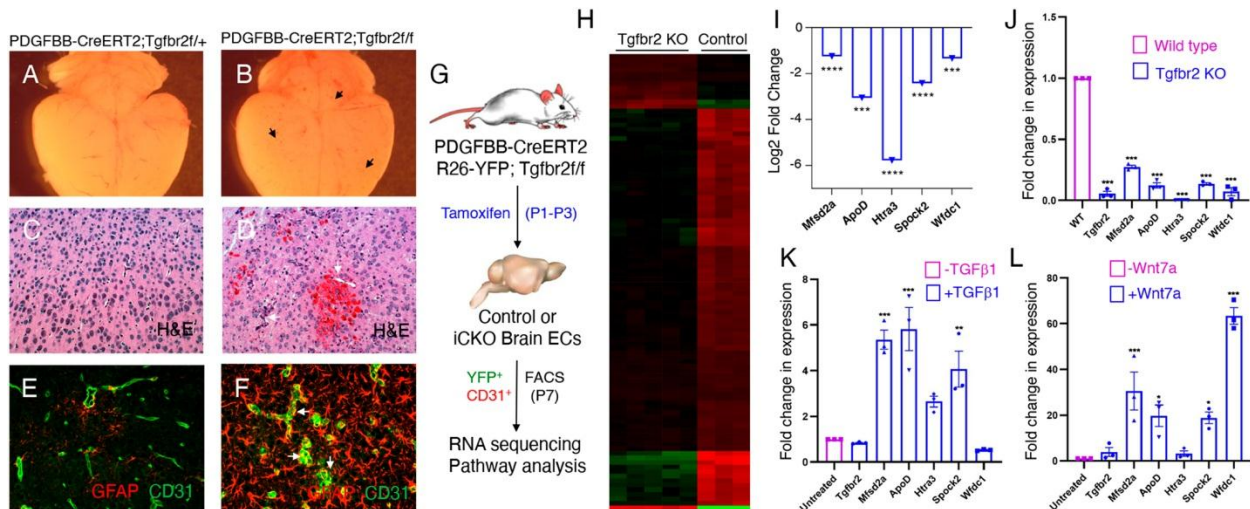 PDGFBB-CreERT2;Tgfbr2f/+
PDGFBB-CreERT2;Tgfbr2f/f
A
B
C
H&E
D
H&E
E
GFAP CD31
F
GFAP CD31
G
PDGFBB-CreERT2
R26-YFP; Tgfbr2f/f
Tamoxifen (P1-P3)
Control or
iCKO Brain ECs
YFP+ FACS
CD31+ (P7)
RNA sequencing
Pathway analysis
H
Tgfbr2 KO Control
I
Log2 Fold Change
0
-2
-4
-6
****
***
****
****
***
Mfsd2a ApoD Htra3 Spock2 Wfdc1
J
Wild type
Tgfbr2 KO
Fold change in expression
1.5
1.0
0.5
0.0
***
***
***
***
***
***
WT Tgfbr2 Mfsd2a ApoD Htra3 Spock2 Wfdc1
K
-TGFβ1
+TGFβ1
Fold change in expression
8
6
4
2
0
***
***
**
Untreated Tgfbr2 Mfsd2a ApoD Htra3 Spock2 Wfdc1
L
-Wnt7a
+Wnt7a
Fold change in expression
80
60
40
20
0
***
*
*
***
Untreated Tgfbr2 Mfsd2a ApoD Htra3 Spock2 Wfdc1